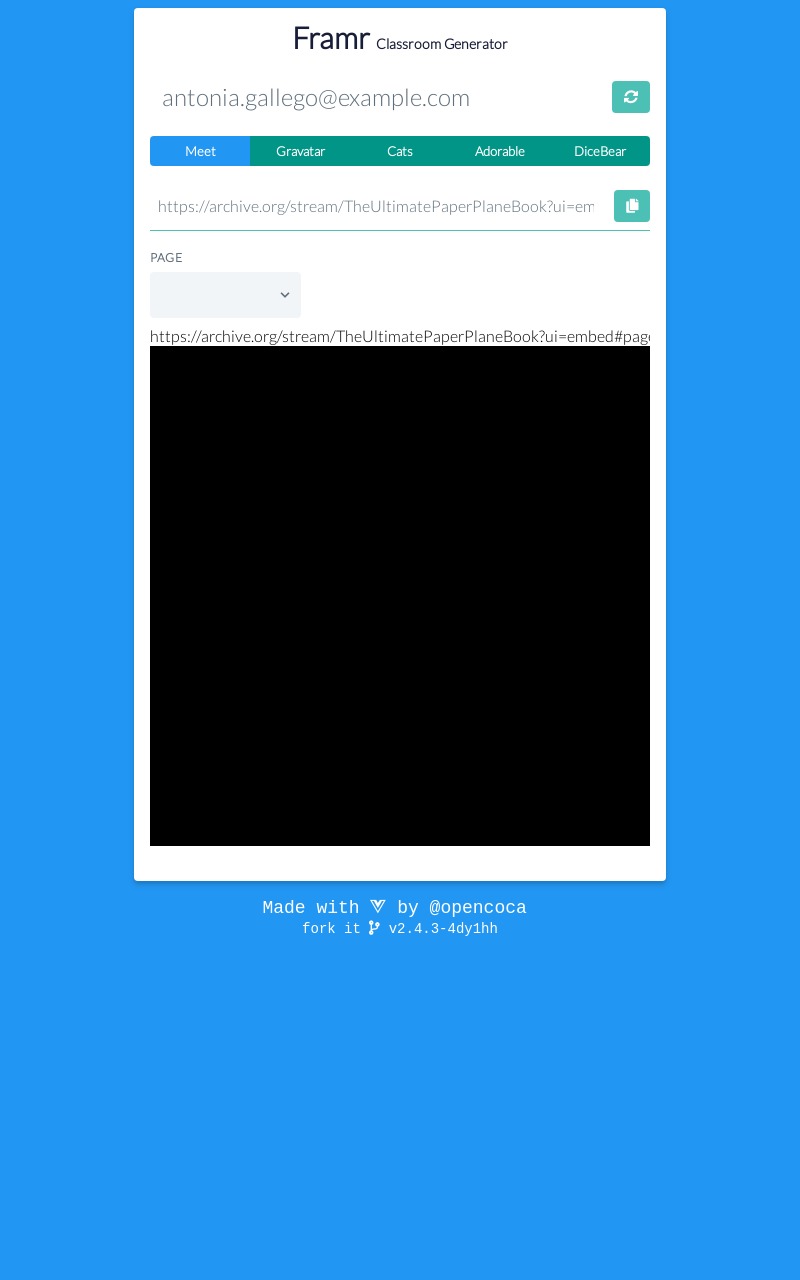 Framr Classroom Generator
antonia.gallego@example.com
Meet Gravatar Cats Adorable DiceBear
https://archive.org/stream/TheUltimatePaperPlaneBook?ui=em
PAGE
https://archive.org/stream/TheUltimatePaperPlaneBook?ui=embed#page
Made with by @opencoca
fork it v2.4.3-4dy1hh